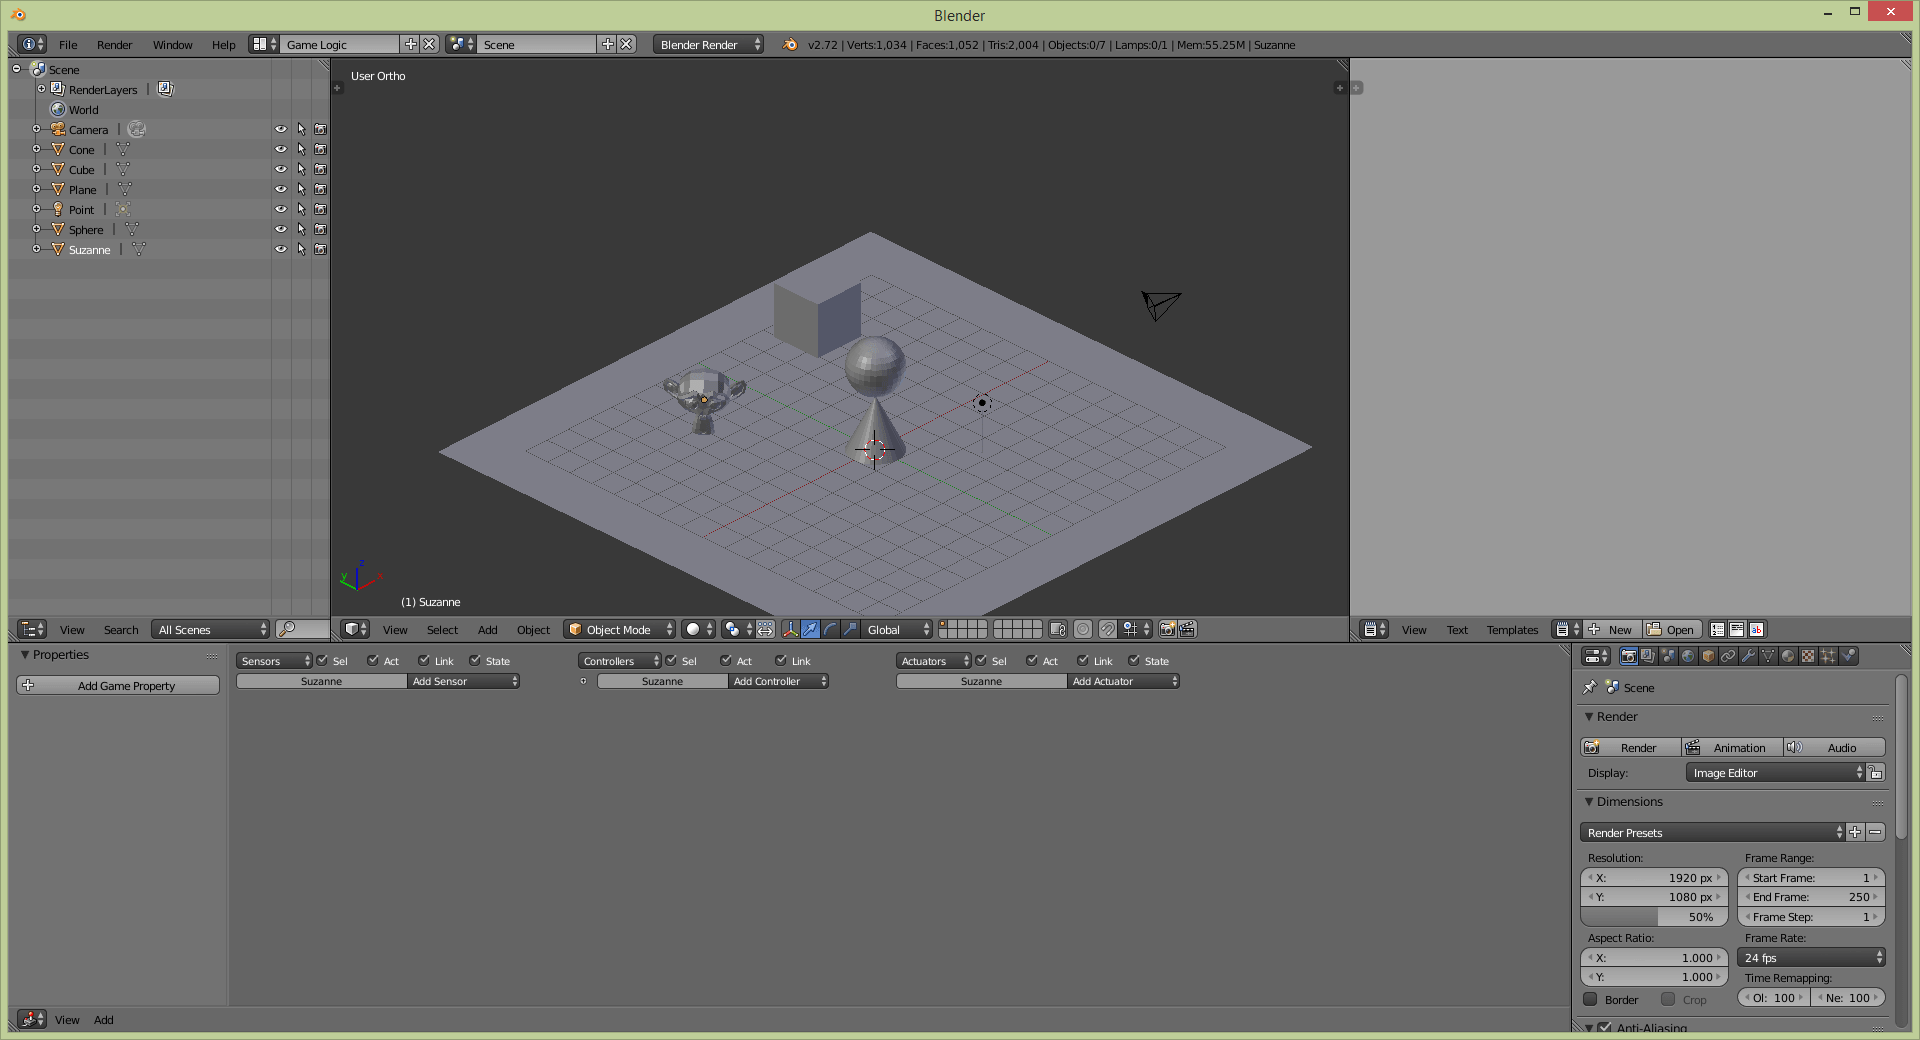 Blender
File Render Window Help Game Logic Scene Blender Render v2.72 | Verts:1,034 | Faces:1,052 | Tris:2,004 | Objects:0/7 | Lamps:0/1 | Mem:55.25M | Suzanne
Scene
RenderLayers
World
Camera
Cone
Cube
Plane
Point
Sphere
Suzanne
User Ortho
z
y
x
(1) Suzanne
View Search All Scenes
View Select Add Object Object Mode Global
View Text Templates New Open
Properties
Add Game Property
Sensors Sel Act Link State
Suzanne Add Sensor
Controllers Sel Act Link
Suzanne Add Controller
Actuators Sel Act Link State
Suzanne Add Actuator
View Add
Scene
Render
Render Animation Audio
Display: Image Editor
Dimensions
Render Presets
Resolution: Frame Range:
X: 1920 px Start Frame: 1
Y: 1080 px End Frame: 250
50% Frame Step: 1
Aspect Ratio: Frame Rate:
X: 1.000 24 fps
Y: 1.000 Time Remapping:
Border Crop Ol: 100 Ne: 100
Anti-Aliasing